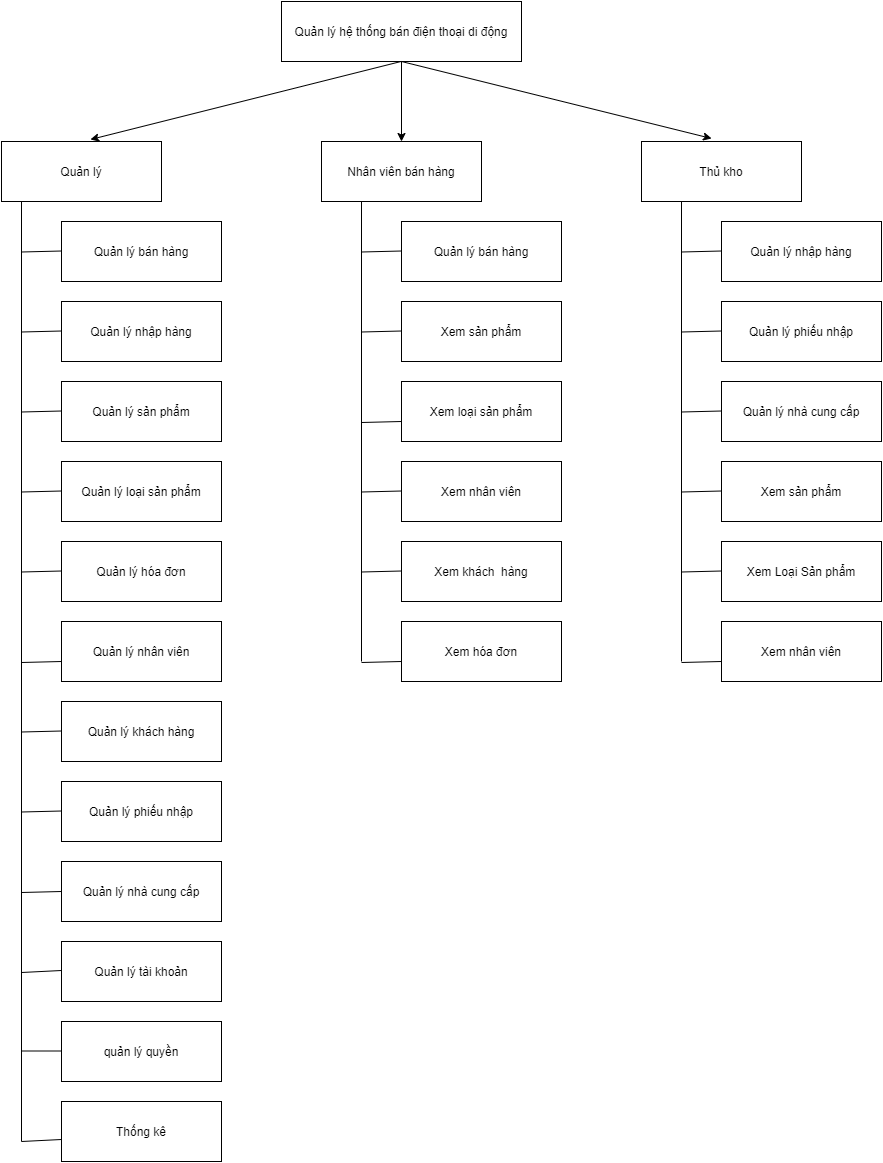 Quản lý hệ thống bán điện thoại di động
Quản lý
Quản lý bán hàng
Quản lý nhập hàng
Quản lý sản phẩm
Quản lý loại sản phẩm
Quản lý hóa đơn
Quản lý nhân viên
Quản lý khách hàng
Quản lý phiếu nhập
Quản lý nhà cung cấp
Quản lý tài khoản
quản lý quyền
Thống kê
Nhân viên bán hàng
Quản lý bán hàng
Xem sản phẩm
Xem loại sản phẩm
Xem nhân viên
Xem khách  hàng
Xem hóa đơn
Thủ kho
Quản lý nhập hàng
Quản lý phiếu nhập
Quản lý nhà cung cấp
Xem sản phẩm
Xem Loại Sản phẩm
Xem nhân viên